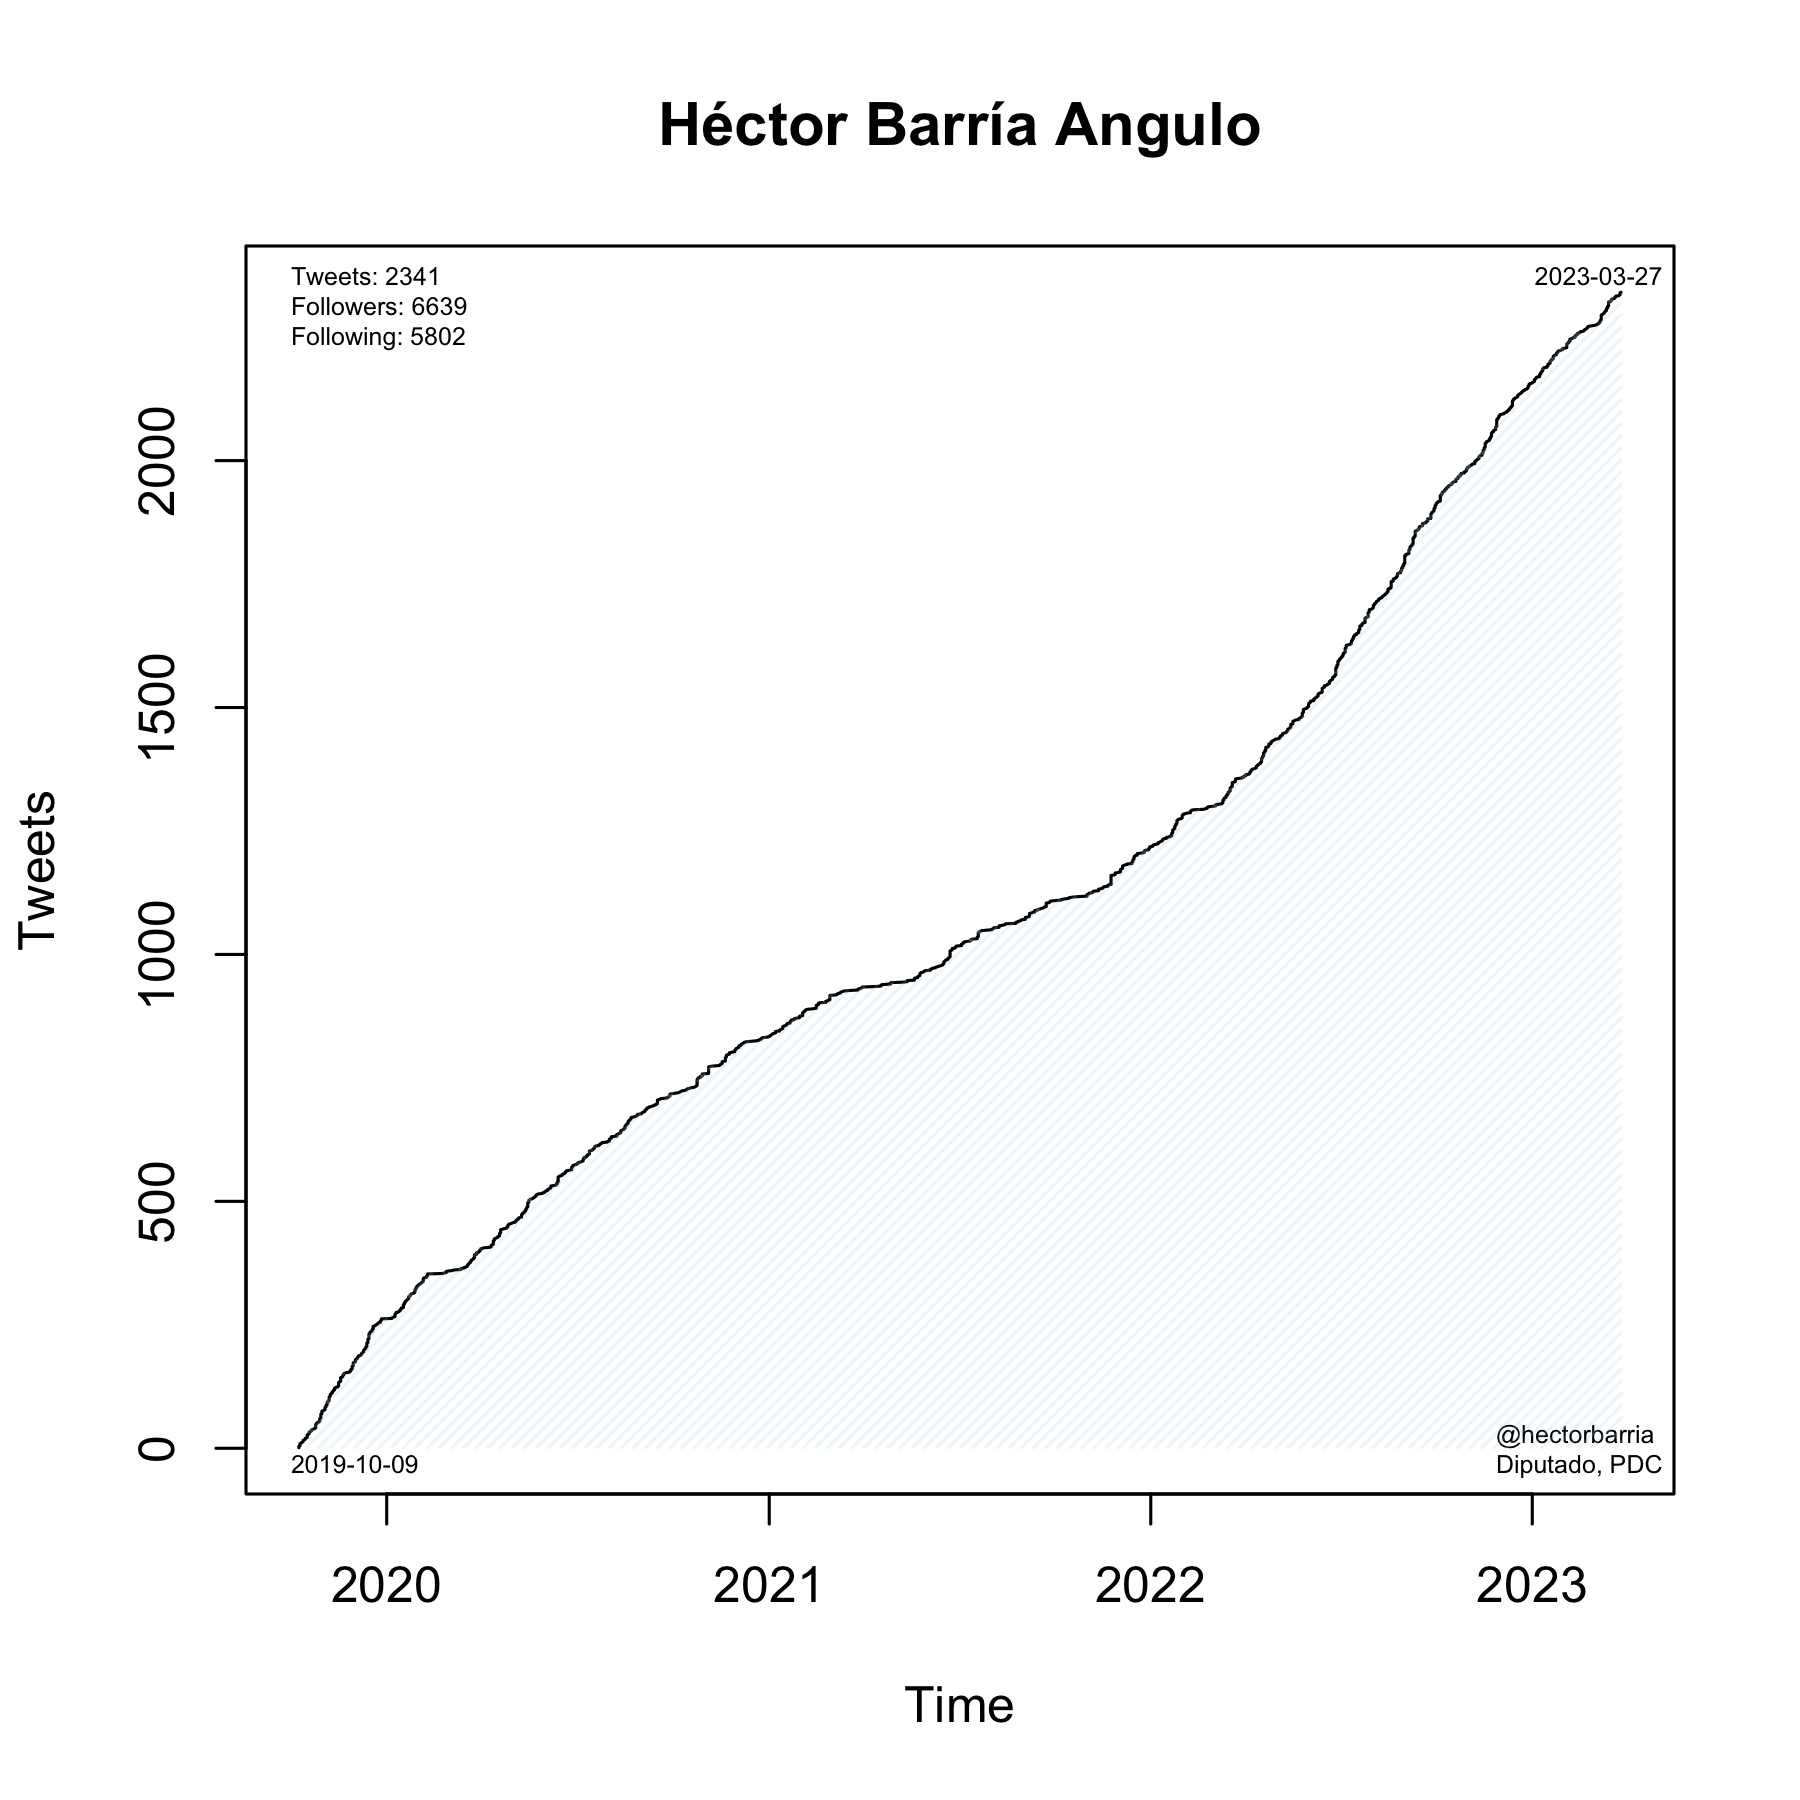 Héctor Barría Angulo
Tweets: 2341
Followers: 6639
Following: 5802
2023-03-27
Tweets
2000
1500
1000
500
0
2019-10-09
@hectorbarria
Diputado, PDC
2020
2021
2022
2023
Time